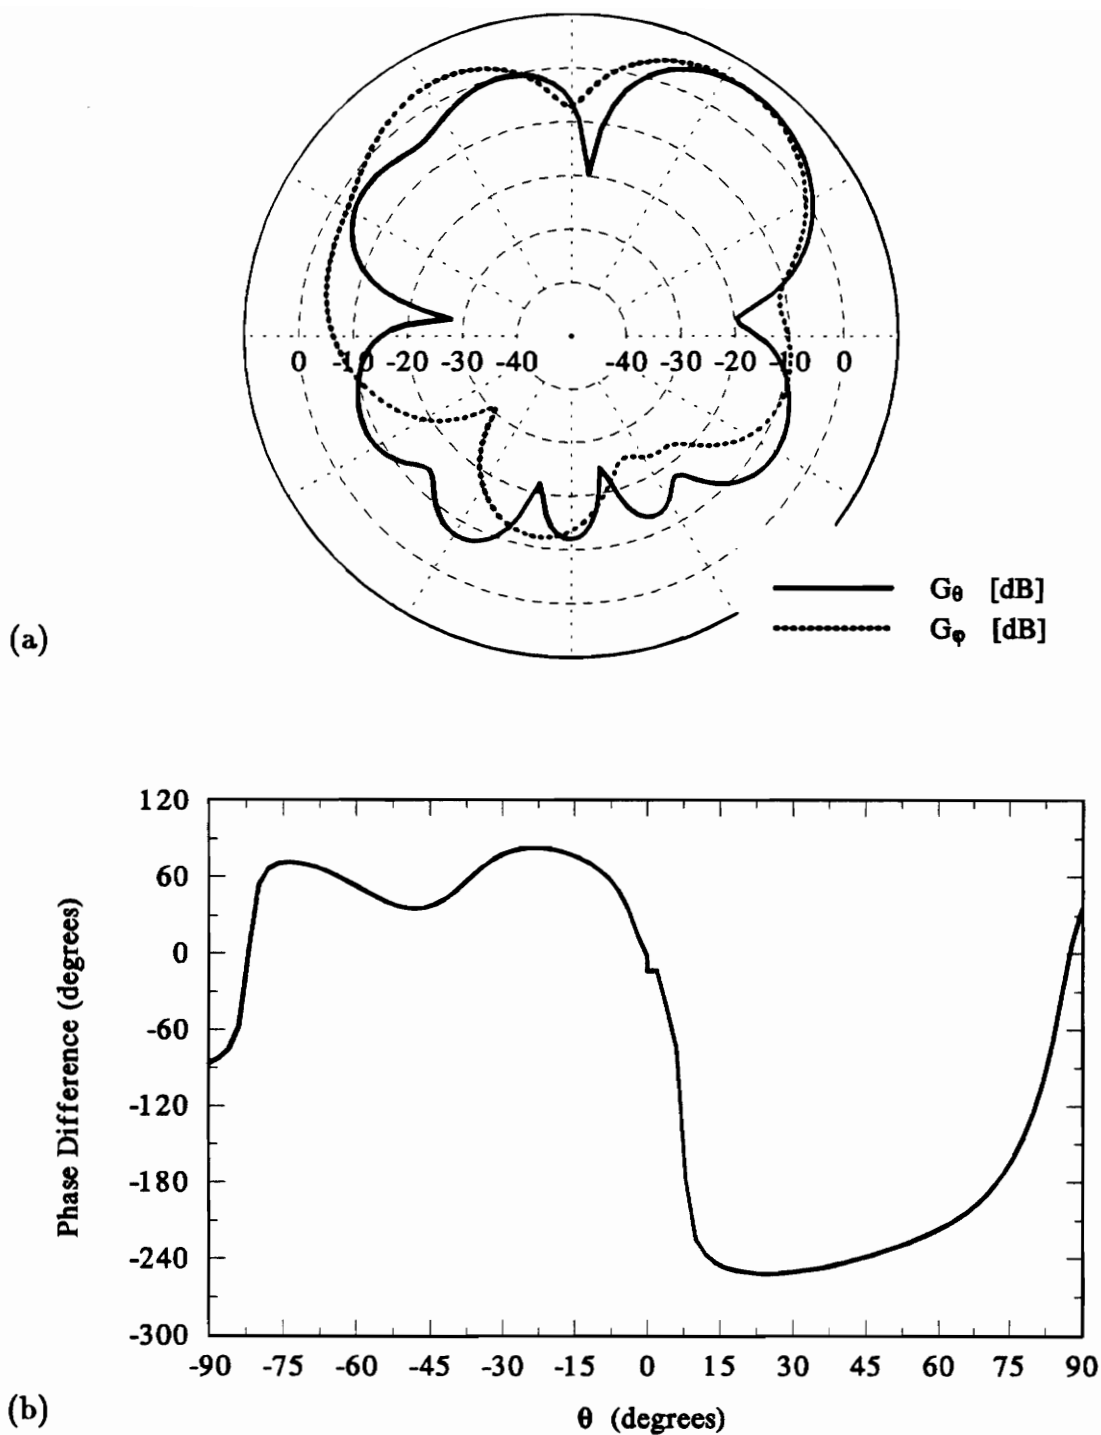 0 -10 -20 -30 -40 -40 -30 -20 -10 0
Gθ [dB]
Gφ [dB]
(a)
120
60
0
-60
-120
-180
-240
-300
Phase Difference (degrees)
-90 -75 -60 -45 -30 -15 0 15 30 45 60 75 90
θ (degrees)
(b)